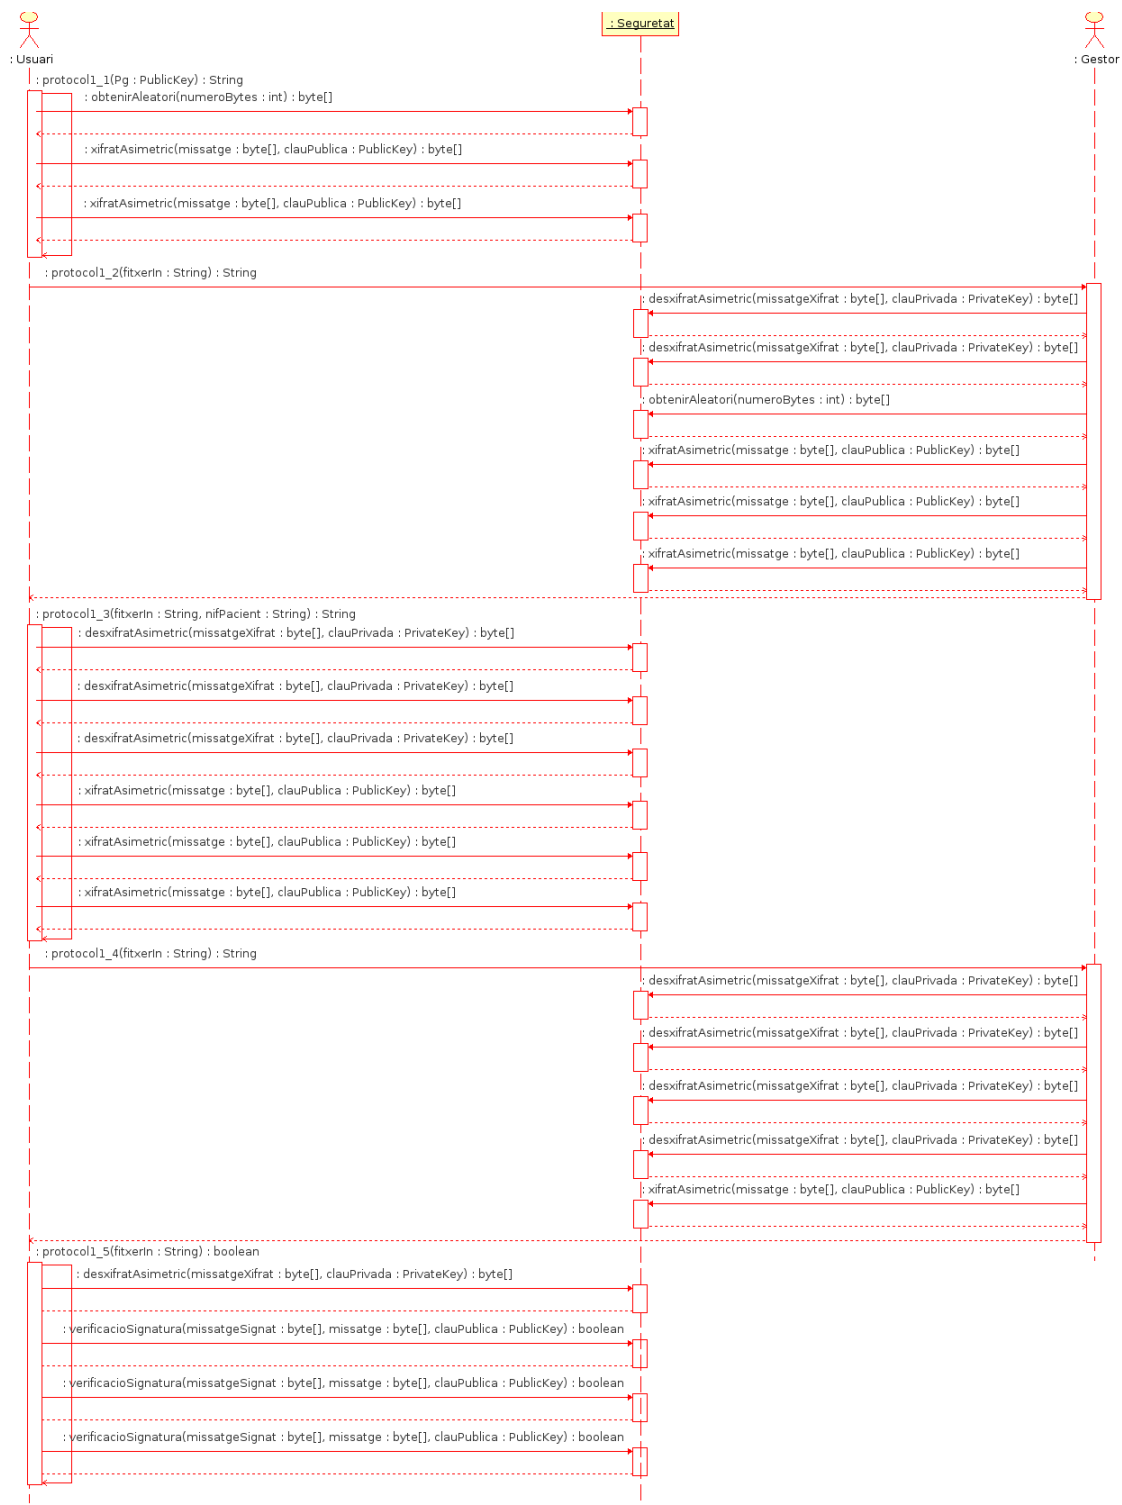 : Seguretat
: Usuari
: Gestor
: protocol1_1(Pg : PublicKey) : String
: obtenirAleatori(numeroBytes : int) : byte[]
: xifratAsimetric(missatge : byte[], clauPublica : PublicKey) : byte[]
: xifratAsimetric(missatge : byte[], clauPublica : PublicKey) : byte[]
: protocol1_2(fitxerIn : String) : String
: desxifratAsimetric(missatgeXifrat : byte[], clauPrivada : PrivateKey) : byte[]
: desxifratAsimetric(missatgeXifrat : byte[], clauPrivada : PrivateKey) : byte[]
: obtenirAleatori(numeroBytes : int) : byte[]
: xifratAsimetric(missatge : byte[], clauPublica : PublicKey) : byte[]
: xifratAsimetric(missatge : byte[], clauPublica : PublicKey) : byte[]
: xifratAsimetric(missatge : byte[], clauPublica : PublicKey) : byte[]
: protocol1_3(fitxerIn : String, nifPacient : String) : String
: desxifratAsimetric(missatgeXifrat : byte[], clauPrivada : PrivateKey) : byte[]
: desxifratAsimetric(missatgeXifrat : byte[], clauPrivada : PrivateKey) : byte[]
: desxifratAsimetric(missatgeXifrat : byte[], clauPrivada : PrivateKey) : byte[]
: xifratAsimetric(missatge : byte[], clauPublica : PublicKey) : byte[]
: xifratAsimetric(missatge : byte[], clauPublica : PublicKey) : byte[]
: xifratAsimetric(missatge : byte[], clauPublica : PublicKey) : byte[]
: protocol1_4(fitxerIn : String) : String
: desxifratAsimetric(missatgeXifrat : byte[], clauPrivada : PrivateKey) : byte[]
: desxifratAsimetric(missatgeXifrat : byte[], clauPrivada : PrivateKey) : byte[]
: desxifratAsimetric(missatgeXifrat : byte[], clauPrivada : PrivateKey) : byte[]
: desxifratAsimetric(missatgeXifrat : byte[], clauPrivada : PrivateKey) : byte[]
: xifratAsimetric(missatge : byte[], clauPublica : PublicKey) : byte[]
: protocol1_5(fitxerIn : String) : boolean
: desxifratAsimetric(missatgeXifrat : byte[], clauPrivada : PrivateKey) : byte[]
: verificacioSignatura(missatgeSignat : byte[], missatge : byte[], clauPublica : PublicKey) : boolean
: verificacioSignatura(missatgeSignat : byte[], missatge : byte[], clauPublica : PublicKey) : boolean
: verificacioSignatura(missatgeSignat : byte[], missatge : byte[], clauPublica : PublicKey) : boolean